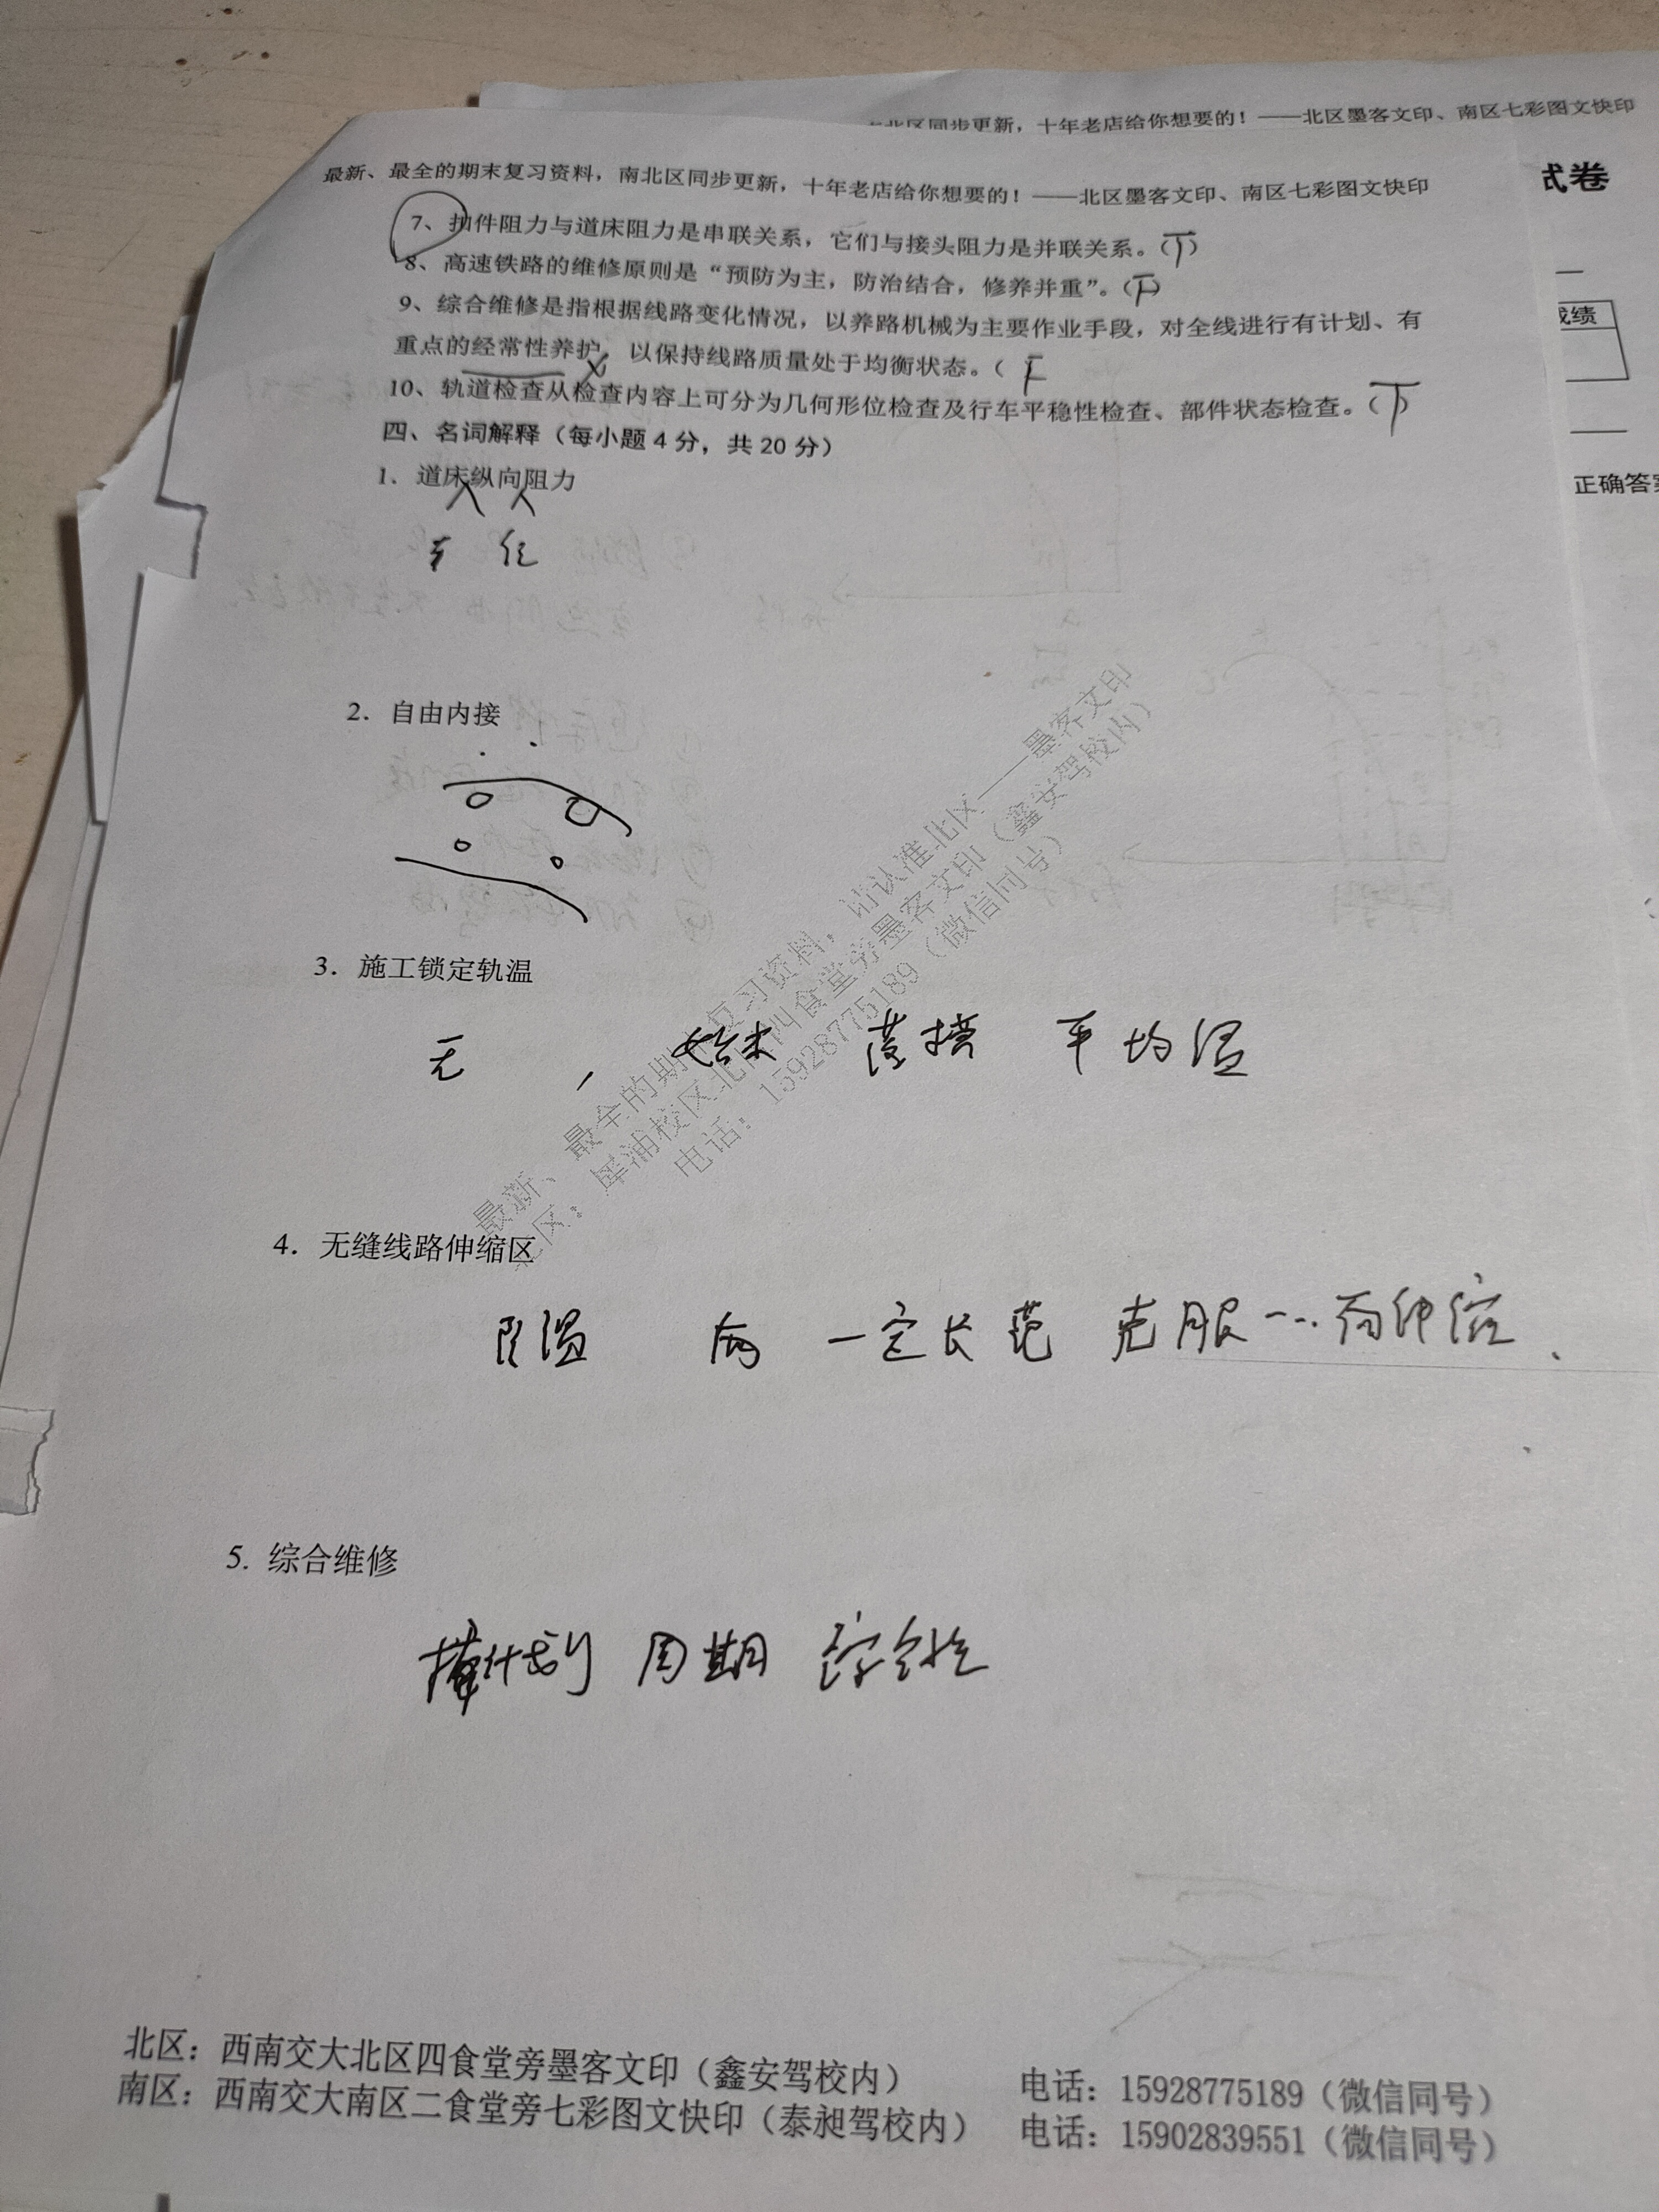 北区同步更新，十年老店给你想要的！——北区墨客文印、南区七彩图文快印
试卷
最新、最全的期末复习资料，南北区同步更新，十年老店给你想要的！——北区墨客文印、南区七彩图文快印
7、扣件阻力与道床阻力是串联关系，它们与接头阻力是并联关系。（T）
8、高速铁路的维修原则是“预防为主，防治结合，修养并重”。（F）
9、综合维修是指根据线路变化情况，以养路机械为主要作业手段，对全线进行有计划、有
重点的经常性养护，以保持线路质量处于均衡状态。（F
10、轨道检查从检查内容上可分为几何形位检查及行车平稳性检查、部件状态检查。（T）
成绩
正确答案
四、名词解释（每小题4分，共20分）
1．道床纵向阻力
2．自由内接
3．施工锁定轨温
无 ， 始末 落槽 平均温
4．无缝线路伸缩区
阻温 两 一定长范 克服…而伸缩
5. 综合维修
计划 周期 综合
最新、最全的期末复习资料，请认准北区——墨客文印
北区：犀浦校区北区四食堂旁墨客文印（鑫安驾校内）
电话：15928775189（微信同号）
北区：西南交大北区四食堂旁墨客文印（鑫安驾校内） 电话：15928775189（微信同号）
南区：西南交大南区二食堂旁七彩图文快印（泰昶驾校内） 电话：15902839551（微信同号）